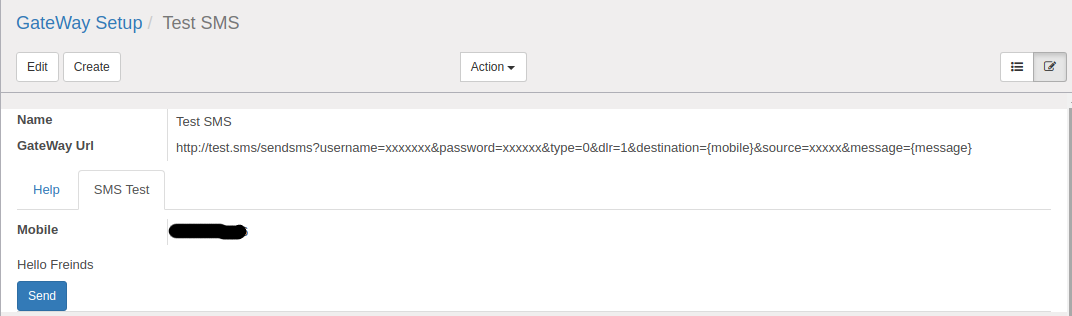 GateWay Setup / Test SMS
Edit Create Action
Name Test SMS
GateWay Url http://test.sms/sendsms?username=xxxxxxx&password=xxxxxx&type=0&dlr=1&destination={mobile}&source=xxxxx&message={message}
Help SMS Test
Mobile
Hello Freinds
Send